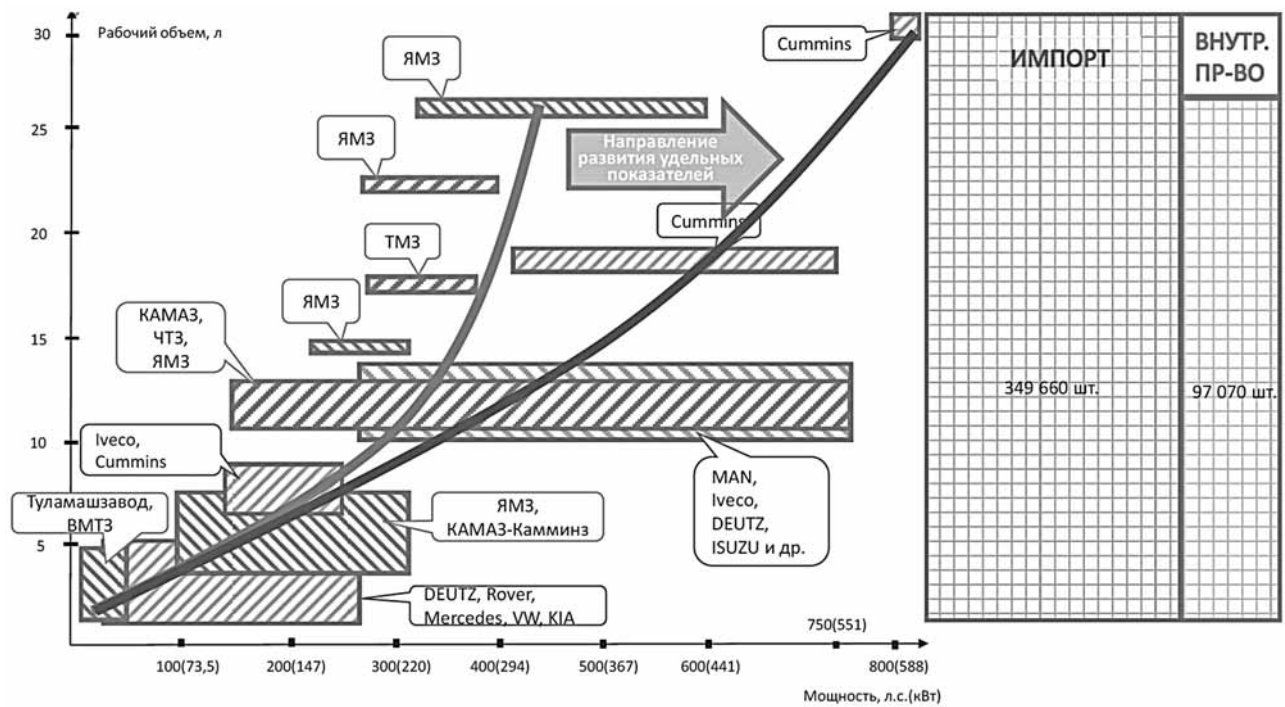 30
Рабочий объем, л
Cummins
ИМПОРТ
ВНУТР.
ПР-ВО
ЯМЗ
25
Направление
развития удельных
показателей
ЯМЗ
20
Cummins
ТМЗ
ЯМЗ
КАМАЗ,
ЧТЗ,
ЯМЗ
15
349 660 шт.
97 070 шт.
10
Iveco,
Cummins
MAN,
Iveco,
DEUTZ,
ISUZU и др.
Туламашзавод,
ВМТЗ
ЯМЗ,
КАМАЗ-Камминз
5
DEUTZ, Rover,
Mercedes, VW, KIA
750(551)
100(73,5)
200(147)
300(220)
400(294)
500(367)
600(441)
800(588)
Мощность, л.с.(кВт)